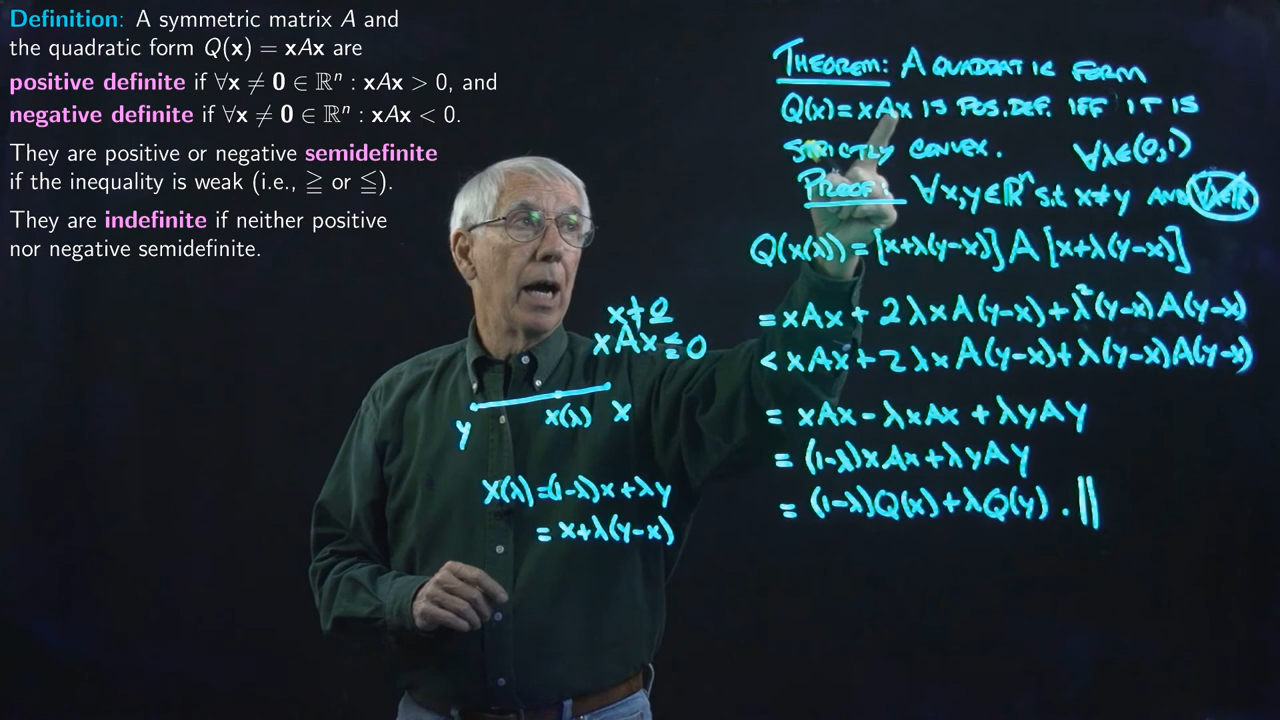 Definition: A symmetric matrix A and
the quadratic form Q(x) = xAx are
positive definite if ∀x ≠ 0 ∈ ℝⁿ : xAx > 0, and
negative definite if ∀x ≠ 0 ∈ ℝⁿ : xAx < 0.
They are positive or negative semidefinite
if the inequality is weak (i.e., ≧ or ≦).
They are indefinite if neither positive
nor negative semidefinite.
THEOREM: A QUADRATIC FORM
Q(x) = xAx IS POS.DEF. IFF IT IS
STRICTLY CONVEX. ∀λ∈(0,1)
PROOF: ∀x,y∈ℝⁿ s.t. x≠y AND ∀λ∈ℝ
Q(x(λ)) = [x+λ(y−x)] A [x+λ(y−x)]
= xAx + 2λxA(y−x) + λ²(y−x)A(y−x)
< xAx + 2λxA(y−x) + λ(y−x)A(y−x)
= xAx − λxAx + λyAy
= (1−λ)xAx + λyAy
= (1−λ)Q(x) + λQ(y). ||
x≠0
xAx ≦ 0
y x(λ) x
x(λ) = (1−λ)x + λy
= x+λ(y−x)